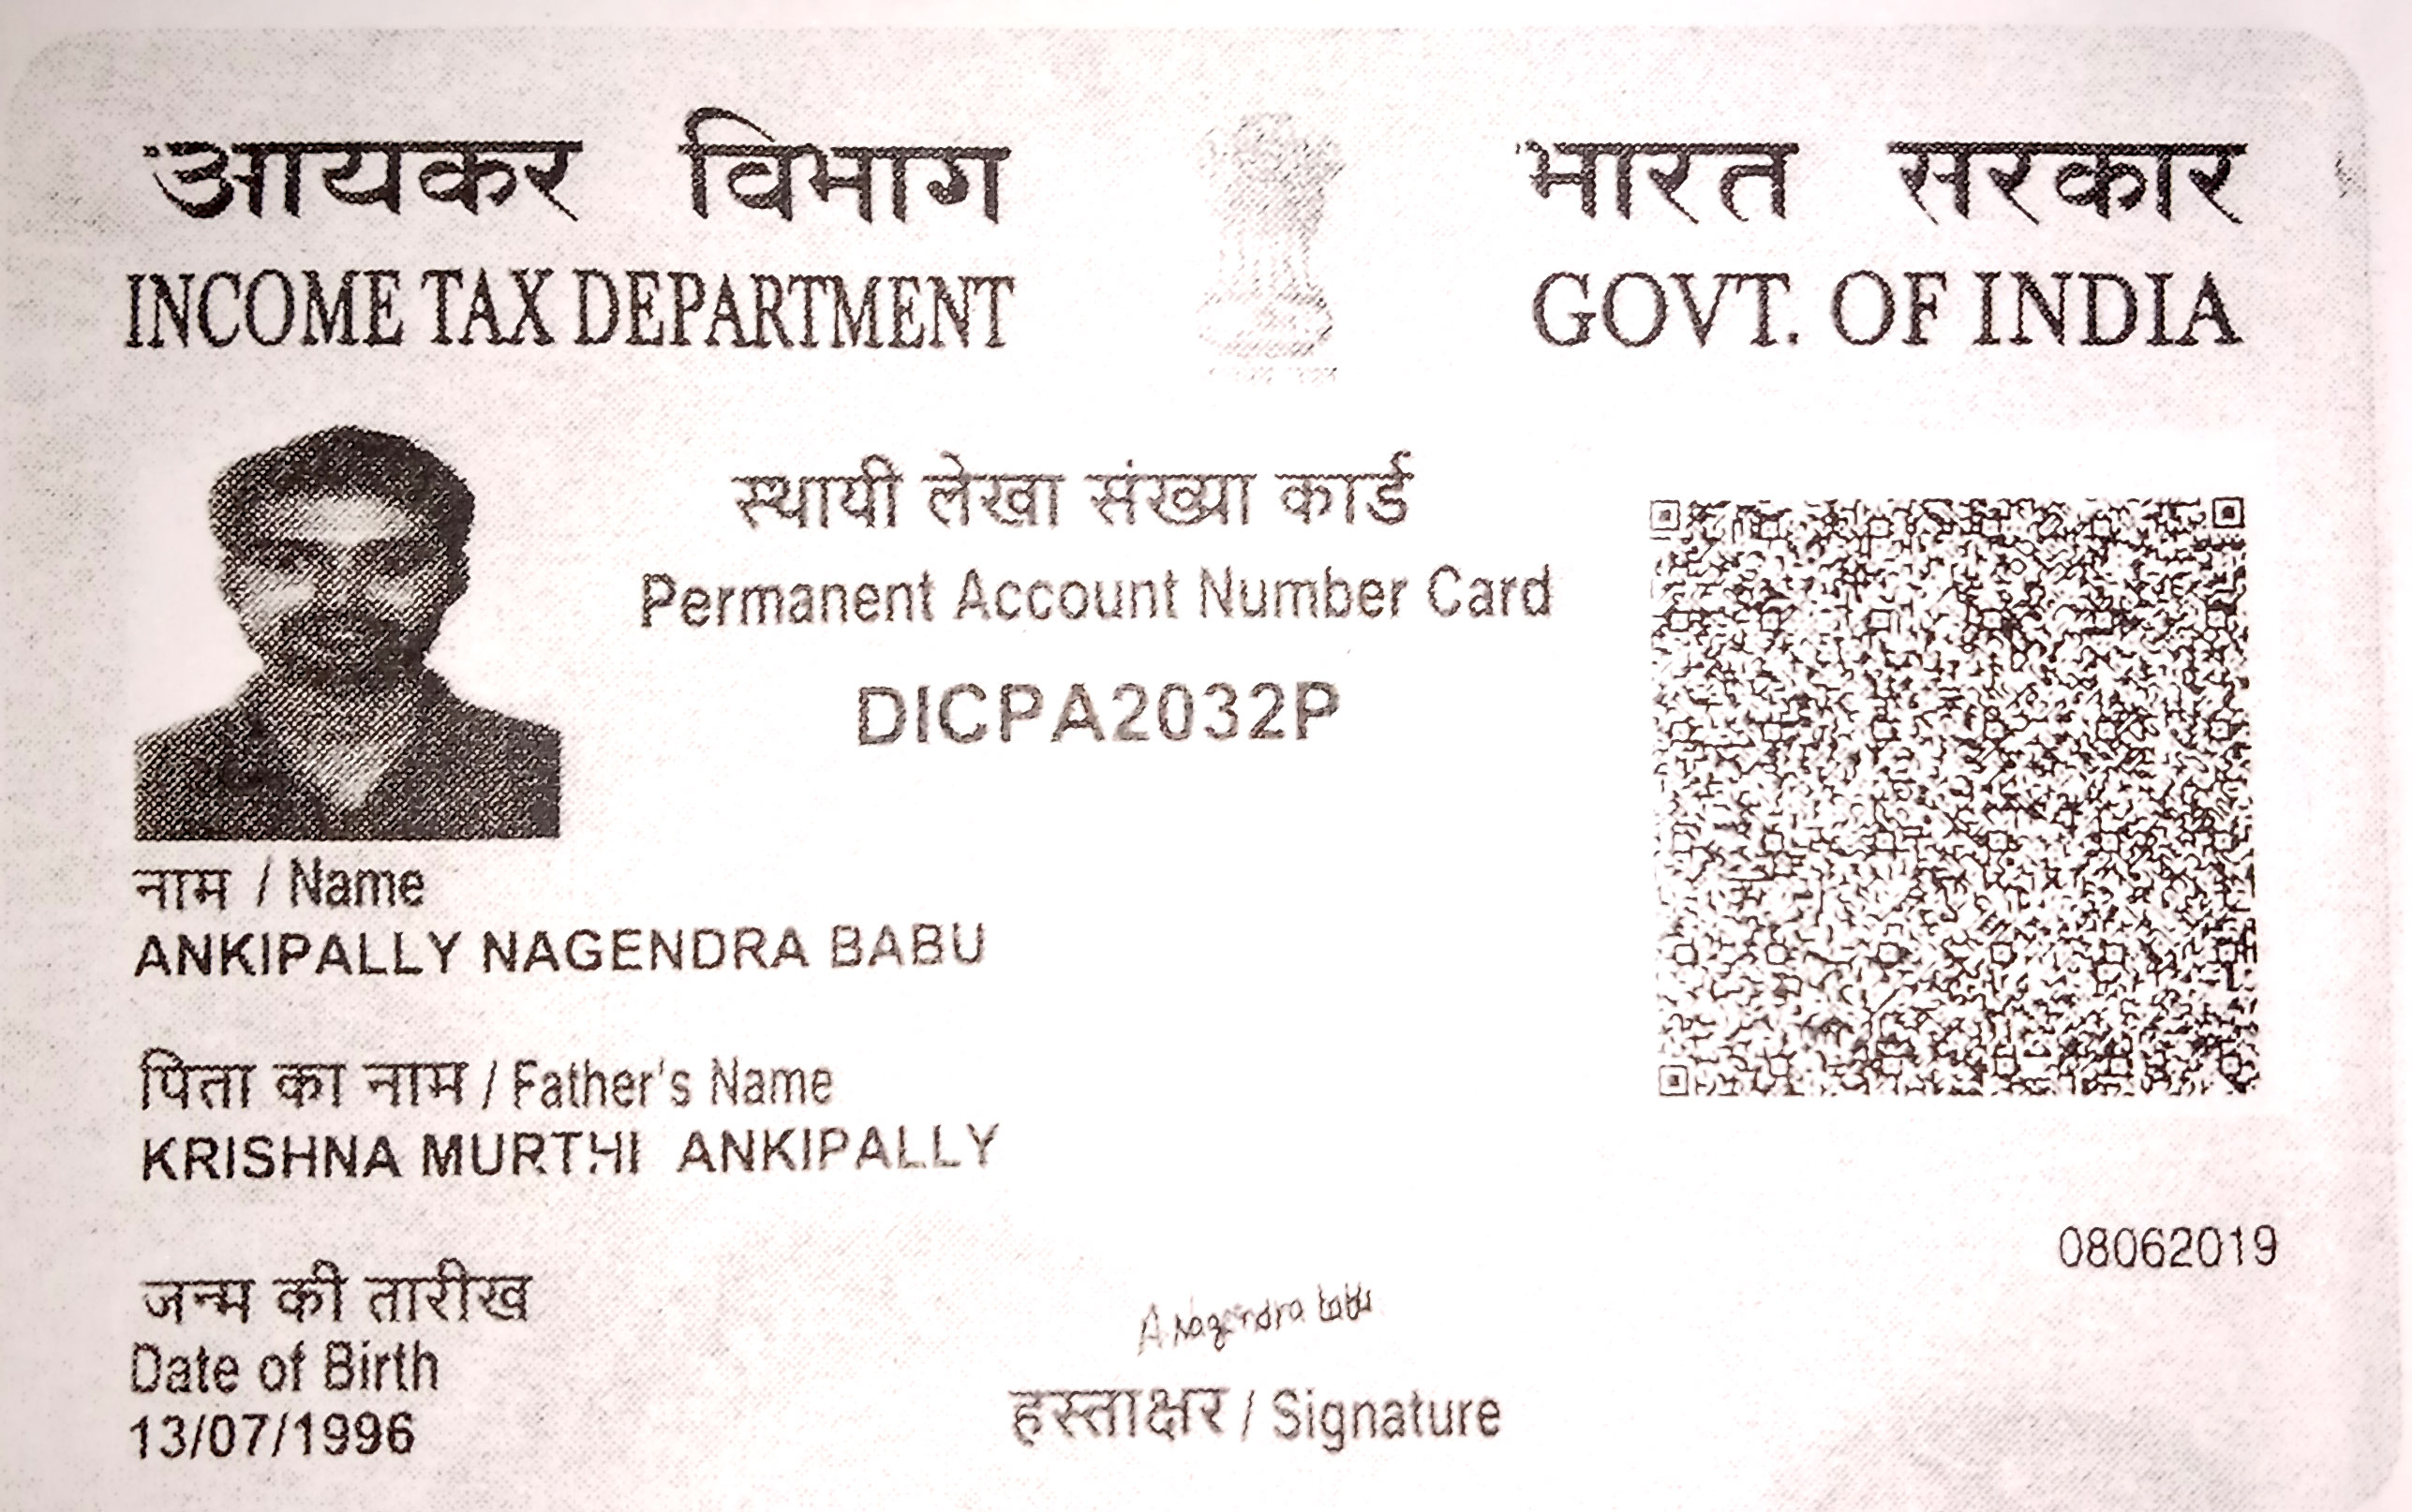 आयकर विभाग
INCOME TAX DEPARTMENT
भारत सरकार
GOVT. OF INDIA
स्थायी लेखा संख्या कार्ड
Permanent Account Number Card
DICPA2032P
नाम / Name
ANKIPALLY NAGENDRA BABU
पिता का नाम / Father's Name
KRISHNA MURTHI ANKIPALLY
जन्म की तारीख
Date of Birth
13/07/1996
08062019
A Nagendra babu
हस्ताक्षर / Signature